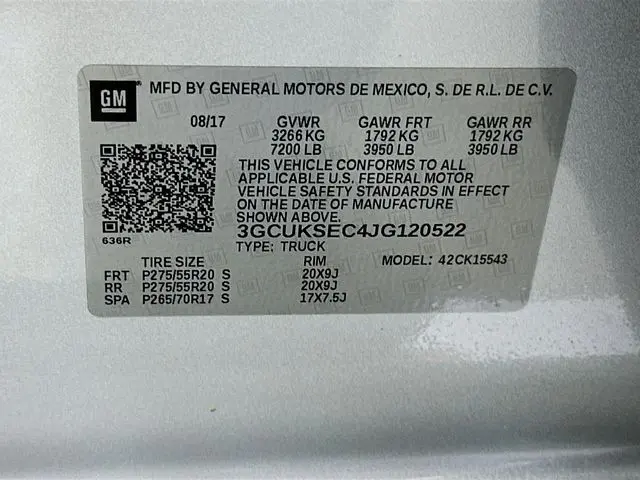 GM
MFD BY GENERAL MOTORS DE MEXICO, S. DE R.L. DE C.V.
08/17 GVWR GAWR FRT GAWR RR
3266 KG 1792 KG 1792 KG
7200 LB 3950 LB 3950 LB
THIS VEHICLE CONFORMS TO ALL
APPLICABLE U.S. FEDERAL MOTOR
VEHICLE SAFETY STANDARDS IN EFFECT
ON THE DATE OF MANUFACTURE
SHOWN ABOVE.
636R 3GCUKSEC4JG120522
TYPE: TRUCK
TIRE SIZE RIM MODEL: 42CK15543
FRT P275/55R20 S 20X9J
RR P275/55R20 S 20X9J
SPA P265/70R17 S 17X7.5J